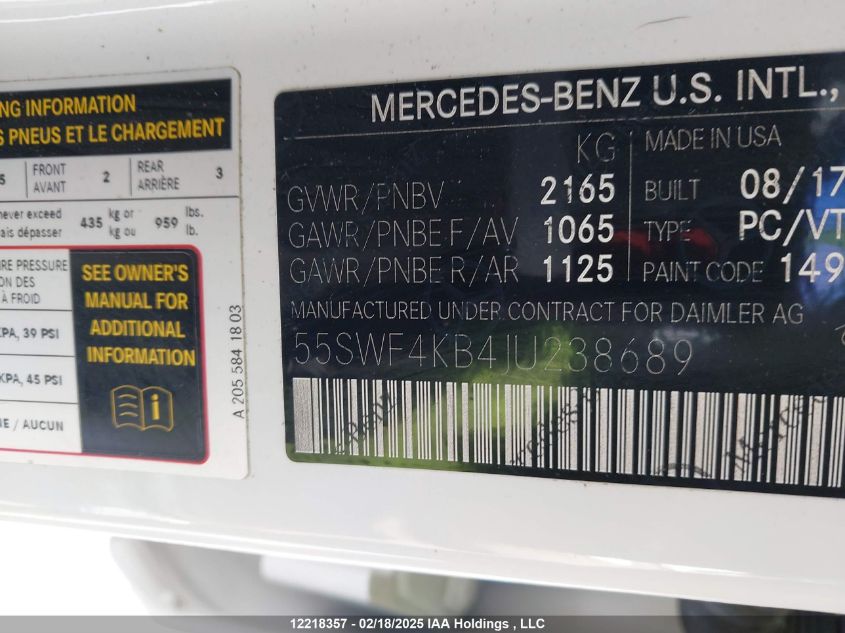 NG INFORMATION
S PNEUS ET LE CHARGEMENT
5 FRONT AVANT 2 REAR ARRIÈRE 3
never exceed 435 kg or 959 lbs.
ais dépasser kg ou lb.
RE PRESSURE
ON DES
À FROID
KPA, 39 PSI
KPA, 45 PSI
NE / AUCUN
SEE OWNER'S
MANUAL FOR
ADDITIONAL
INFORMATION
i
A 205 584 18 03
MERCEDES-BENZ U.S. INTL.,
KG MADE IN USA
GVWR/PNBV 2165 BUILT 08/17
GAWR/PNBE F/AV 1065 TYPE PC/VT
GAWR/PNBE R/AR 1125 PAINT CODE 149
MANUFACTURED UNDER CONTRACT FOR DAIMLER AG
55SWF4KB4JU238689
12218357 - 02/18/2025 IAA Holdings , LLC